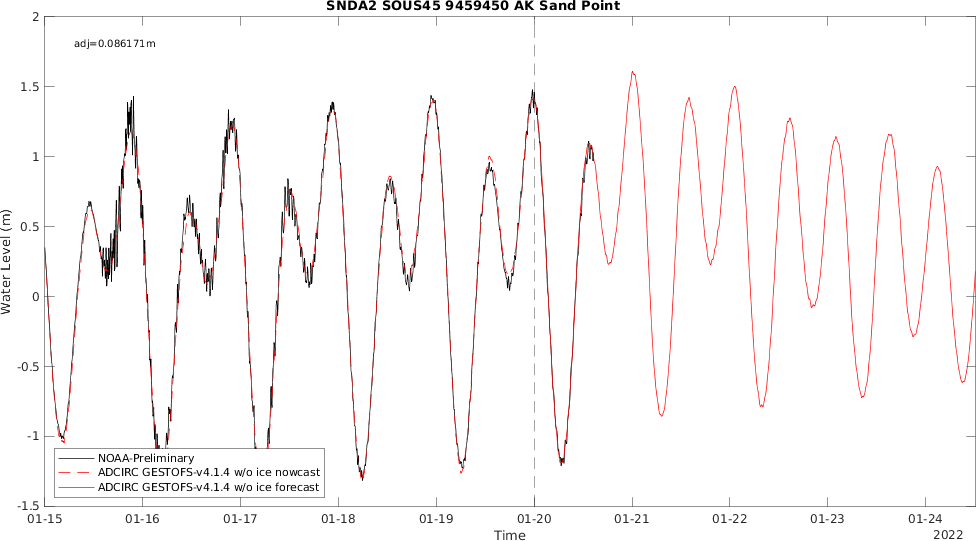 SNDA2 SOUS45 9459450 AK Sand Point
adj=0.086171m
2
1.5
1
0.5
0
-0.5
-1
-1.5
Water Level (m)
NOAA-Preliminary
ADCIRC GESTOFS-v4.1.4 w/o ice nowcast
ADCIRC GESTOFS-v4.1.4 w/o ice forecast
01-15 01-16 01-17 01-18 01-19 01-20 01-21 01-22 01-23 01-24
Time
2022